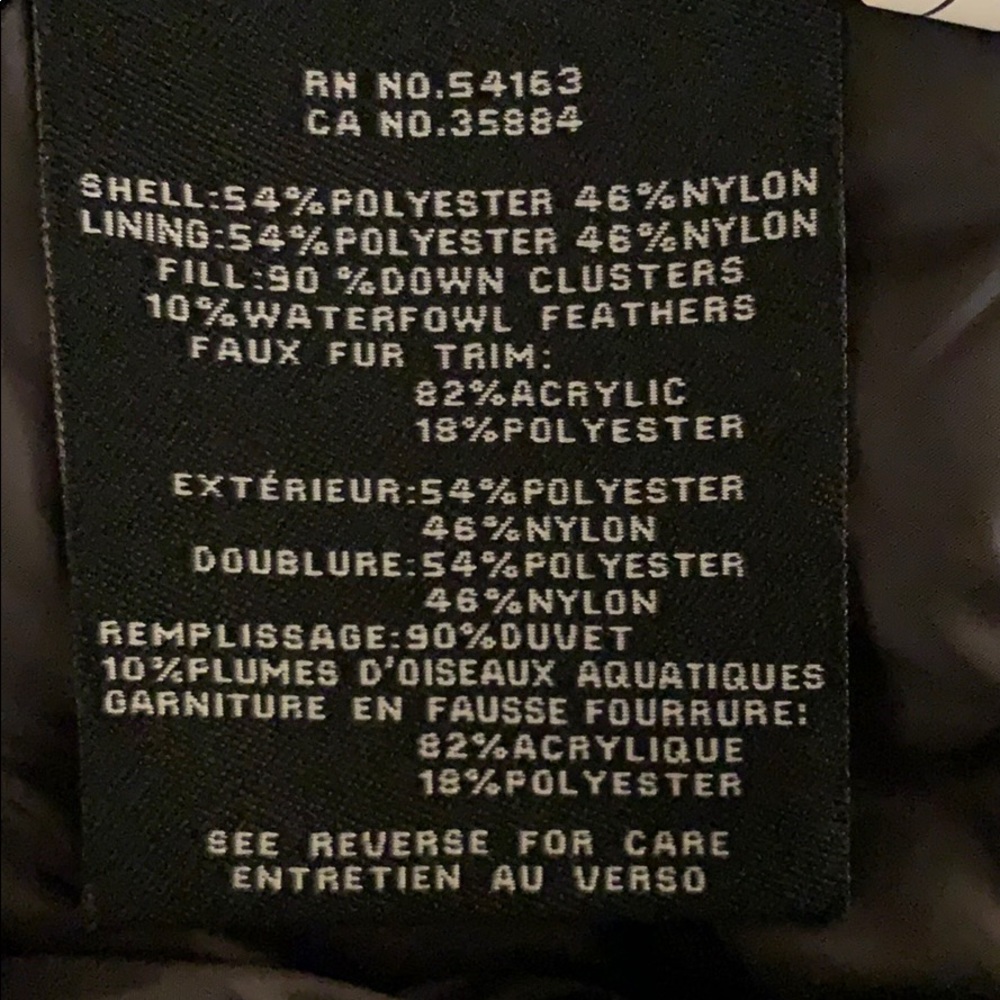 RN NO.54163
CA NO.35884
SHELL:54%POLYESTER 46%NYLON
LINING:54%POLYESTER 46%NYLON
FILL:90 %DOWN CLUSTERS
10%WATERFOWL FEATHERS
FAUX FUR TRIM:
82%ACRYLIC
18%POLYESTER
EXTÉRIEUR:54%POLYESTER
46%NYLON
DOUBLURE:54%POLYESTER
46%NYLON
REMPLISSAGE:90%DUVET
10%PLUMES D'OISEAUX AQUATIQUES
GARNITURE EN FAUSSE FOURRURE:
82%ACRYLIQUE
18%POLYESTER
SEE REVERSE FOR CARE
ENTRETIEN AU VERSO